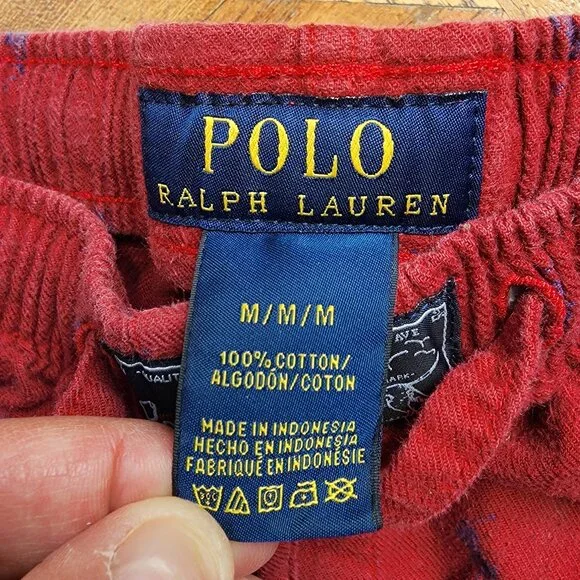 POLO
RALPH LAUREN
M/M/M
100% COTTON/
ALGODÓN/COTON
MADE IN INDONESIA
HECHO EN INDONESIA
FABRIQUÉ EN INDONÉSIE